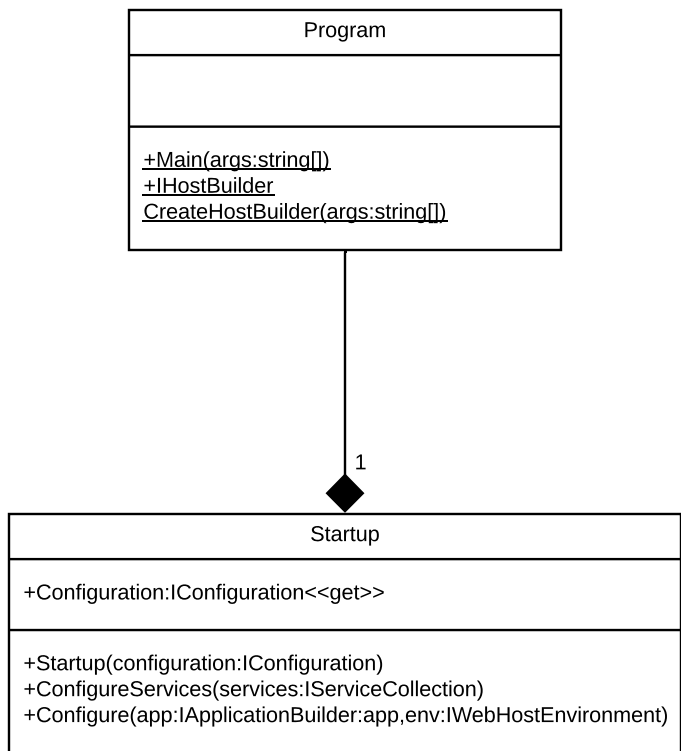 Program
+Main(args:string[])
+IHostBuilder
CreateHostBuilder(args:string[])
1
Startup
+Configuration:IConfiguration<<get>>
+Startup(configuration:IConfiguration)
+ConfigureServices(services:IServiceCollection)
+Configure(app:IApplicationBuilder:app,env:IWebHostEnvironment)